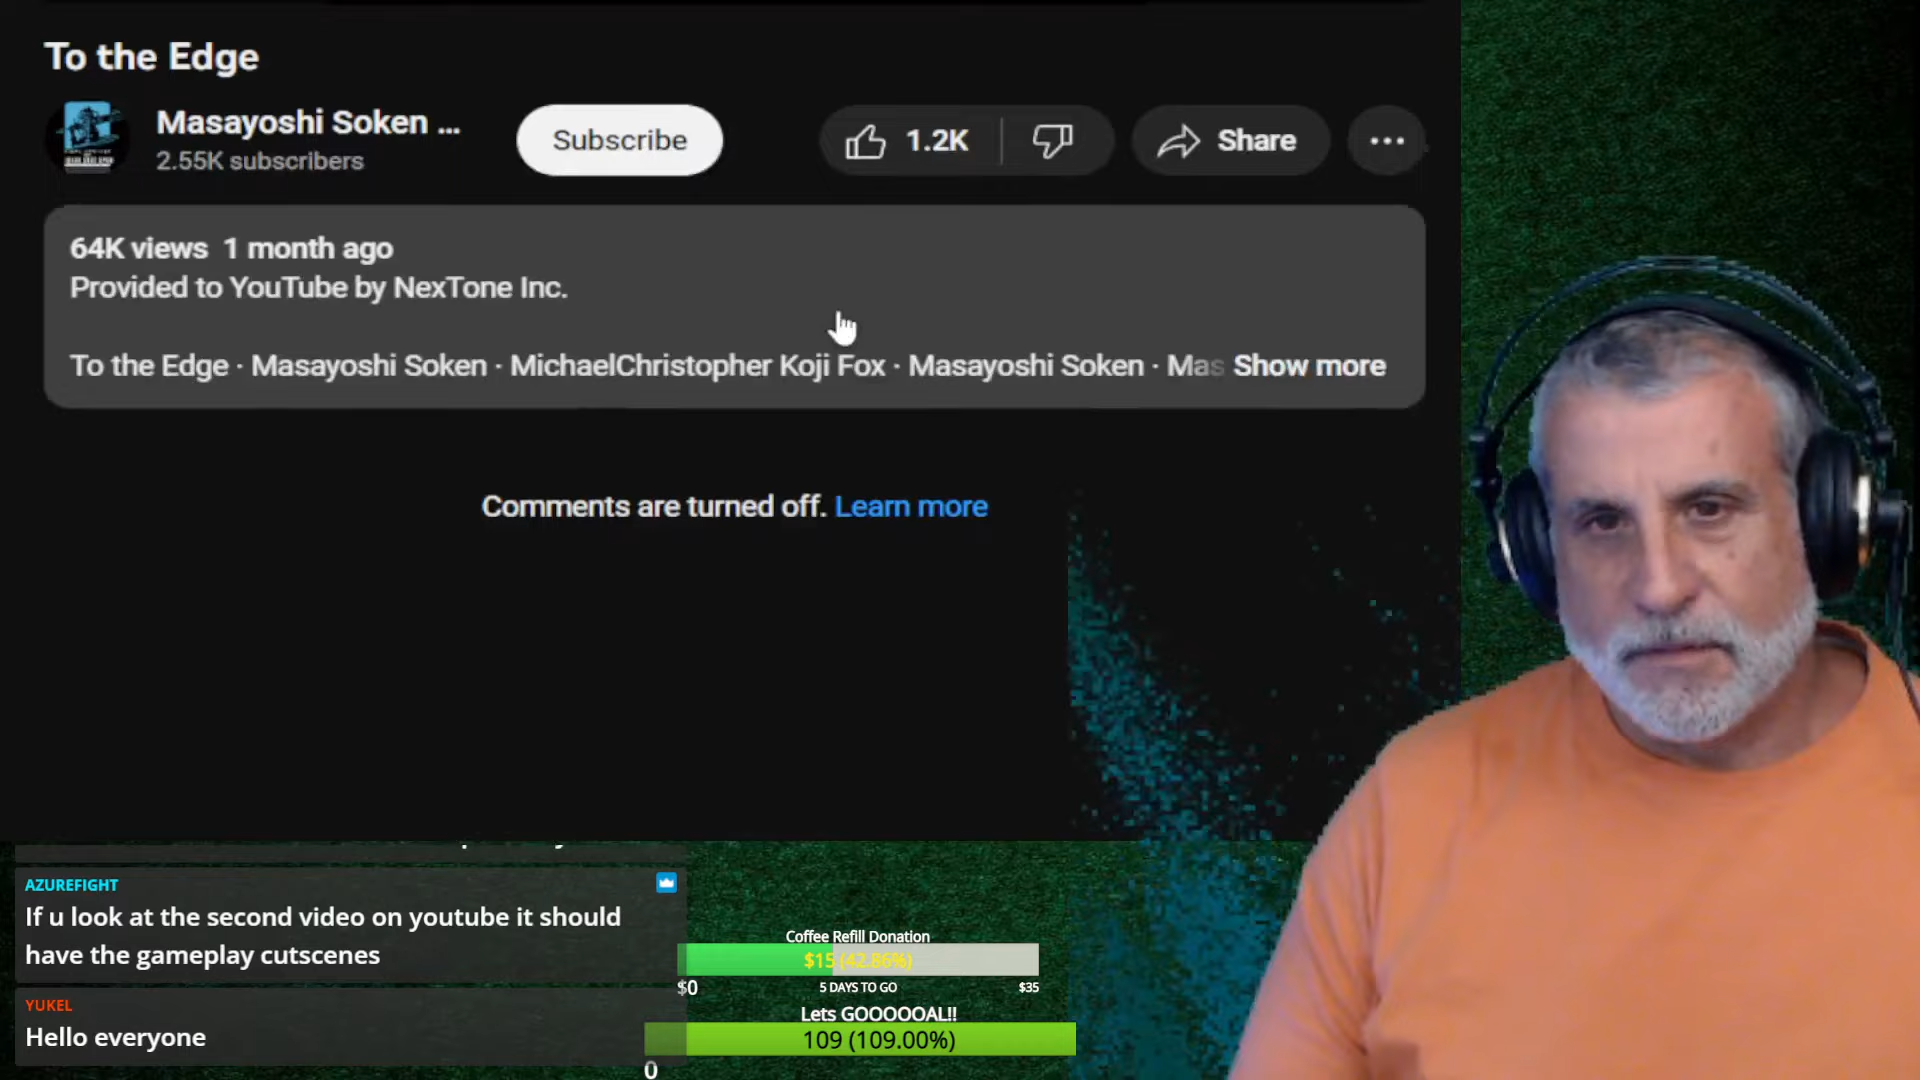 To the Edge
Masayoshi Soken ...
2.55K subscribers
Subscribe
1.2K
Share
64K views 1 month ago
Provided to YouTube by NexTone Inc.
To the Edge · Masayoshi Soken · MichaelChristopher Koji Fox · Masayoshi Soken · Mas Show more
Comments are turned off. Learn more
AZUREFIGHT
If u look at the second video on youtube it should
have the gameplay cutscenes
YUKEL
Hello everyone
Coffee Refill Donation
$15 (42.86%)
$0 5 DAYS TO GO $35
Lets GOOOOOAL!!
109 (109.00%)
0